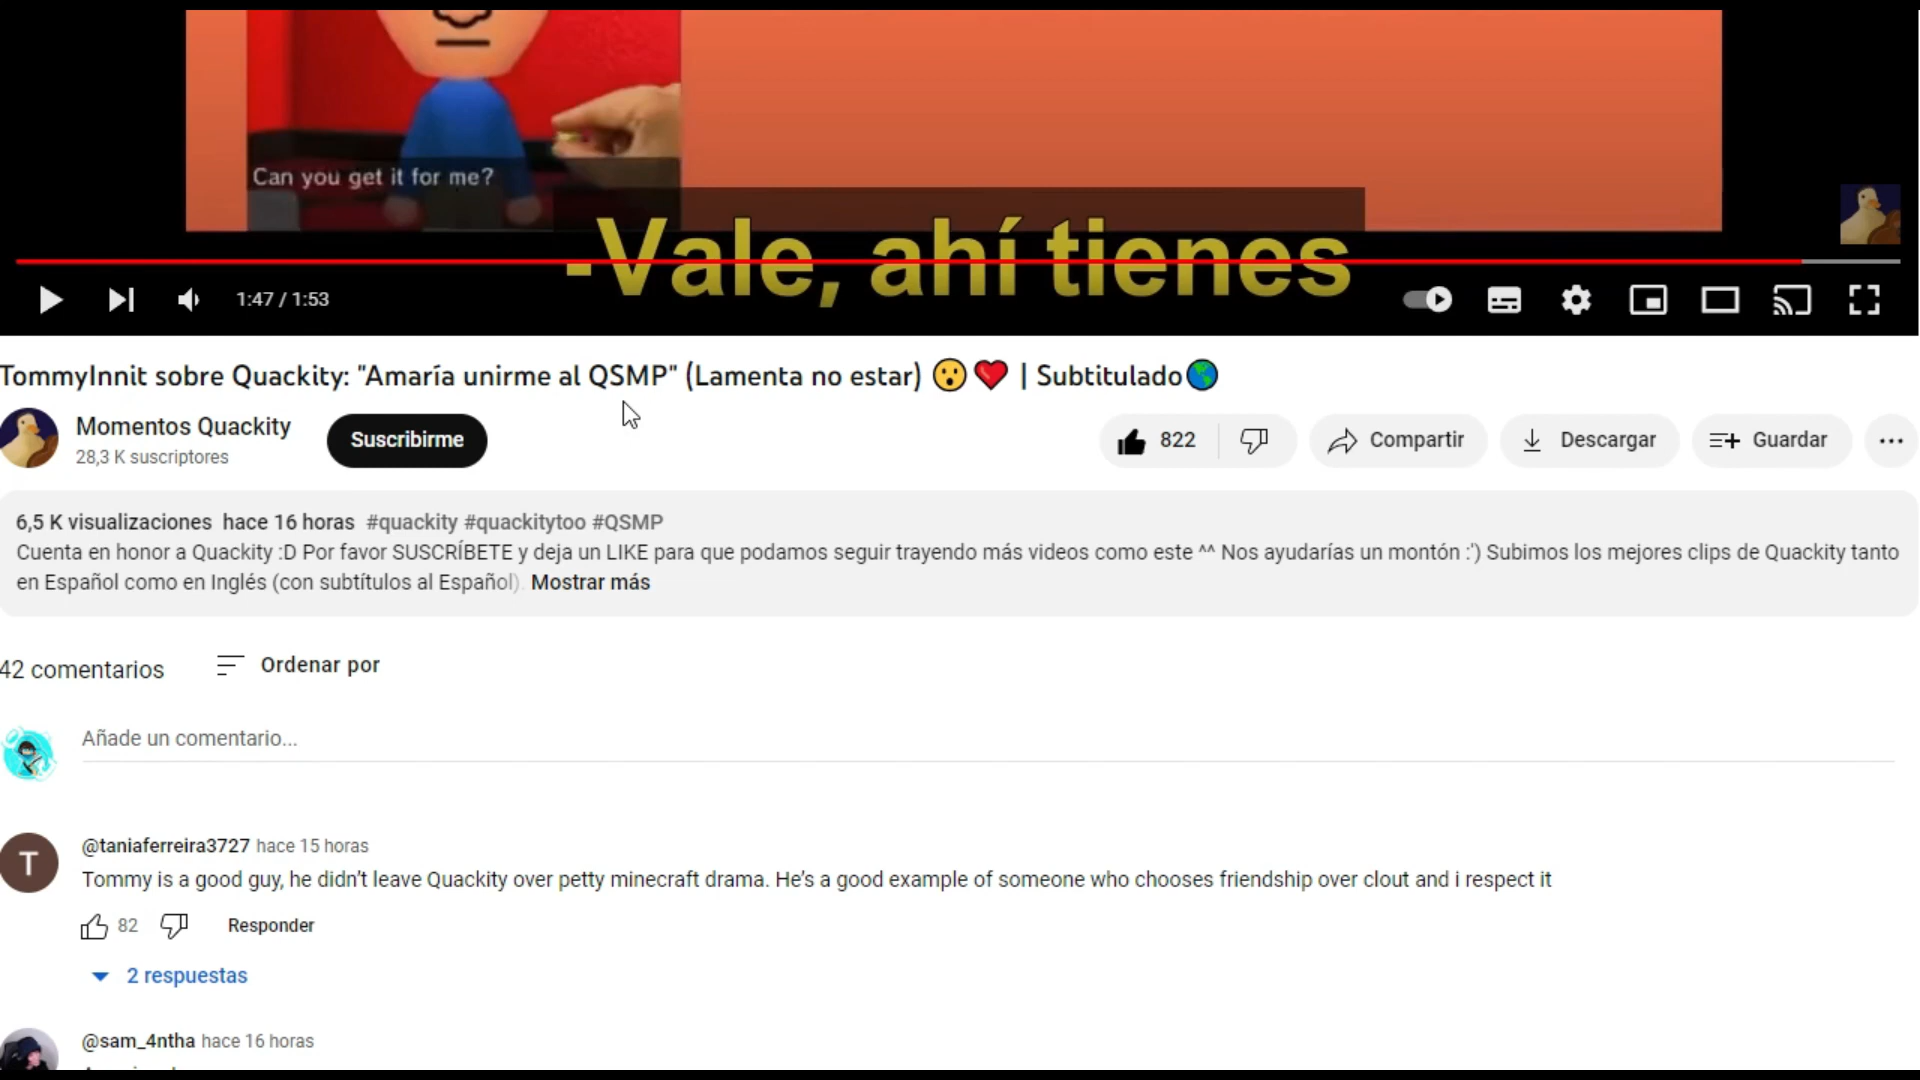 Can you get it for me?
-Vale, ahí tienes
1:47 / 1:53
TommyInnit sobre Quackity: "Amaría unirme al QSMP" (Lamenta no estar) 😮❤️ | Subtitulado🌎
Momentos Quackity
28,3 K suscriptores
Suscribirme
822
Compartir
Descargar
Guardar
6,5 K visualizaciones hace 16 horas #quackity #quackitytoo #QSMP
Cuenta en honor a Quackity :D Por favor SUSCRÍBETE y deja un LIKE para que podamos seguir trayendo más videos como este ^^ Nos ayudarías un montón :') Subimos los mejores clips de Quackity tanto
en Español como en Inglés (con subtítulos al Español). Mostrar más
42 comentarios
Ordenar por
Añade un comentario...
T
@taniaferreira3727 hace 15 horas
Tommy is a good guy, he didn't leave Quackity over petty minecraft drama. He's a good example of someone who chooses friendship over clout and i respect it
82
Responder
2 respuestas
@sam_4ntha hace 16 horas